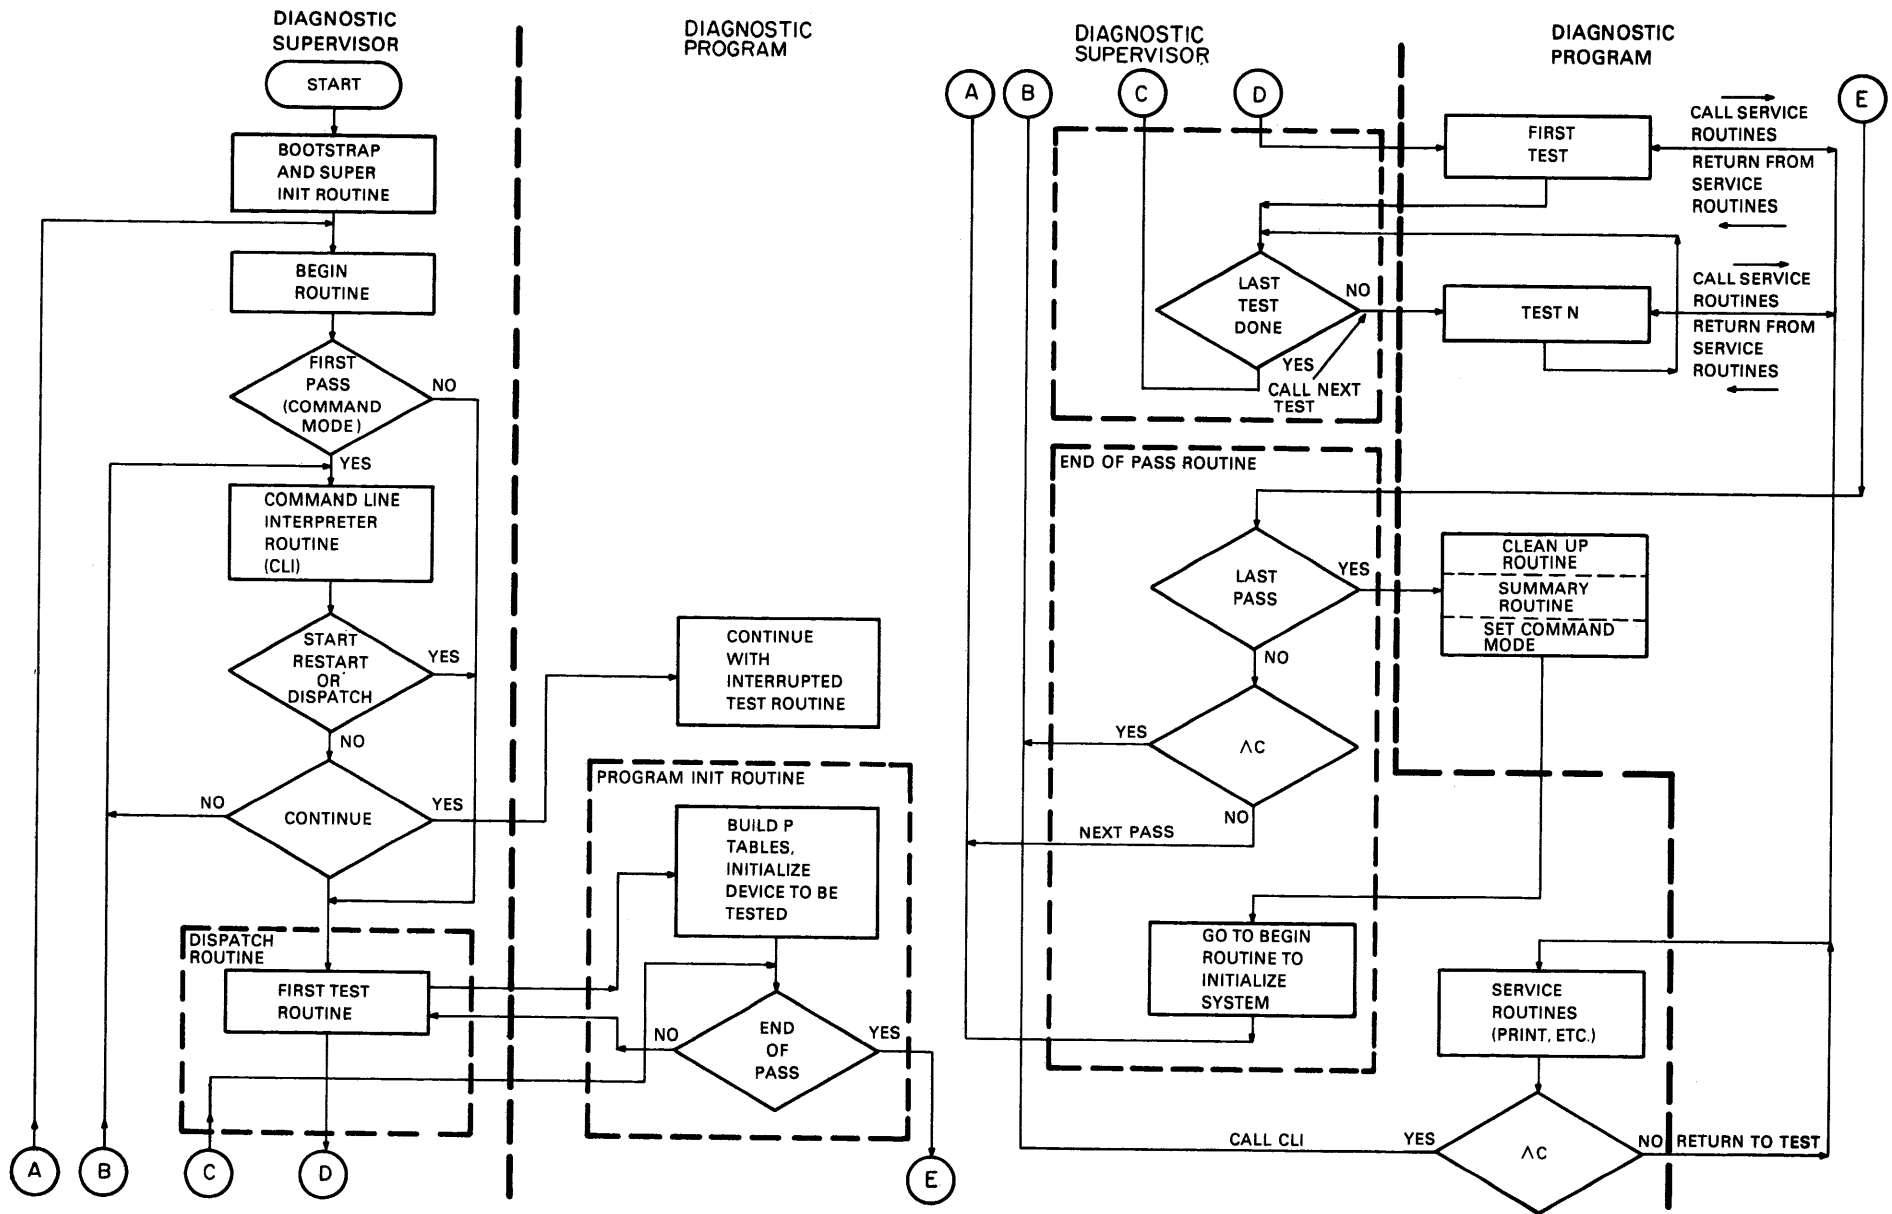 DIAGNOSTIC
SUPERVISOR
START
BOOTSTRAP
AND SUPER
INIT ROUTINE
BEGIN
ROUTINE
FIRST
PASS
(COMMAND
MODE)
NO
YES
COMMAND LINE
INTERPRETER
ROUTINE
(CLI)
START
RESTART
OR
DISPATCH
YES
NO
CONTINUE
NO
YES
DISPATCH
ROUTINE
FIRST TEST
ROUTINE
A
B
C
D
DIAGNOSTIC
PROGRAM
CONTINUE
WITH
INTERRUPTED
TEST ROUTINE
PROGRAM INIT ROUTINE
BUILD P
TABLES,
INITIALIZE
DEVICE TO BE
TESTED
END
OF
PASS
NO
YES
E
DIAGNOSTIC
SUPERVISOR
A
B
C
D
LAST
TEST
DONE
NO
YES
CALL NEXT
TEST
END OF PASS ROUTINE
LAST
PASS
YES
NO
ΛC
YES
NO
NEXT PASS
GO TO BEGIN
ROUTINE TO
INITIALIZE
SYSTEM
CALL CLI
DIAGNOSTIC
PROGRAM
E
FIRST
TEST
CALL SERVICE
ROUTINES
RETURN FROM
SERVICE
ROUTINES
TEST N
CALL SERVICE
ROUTINES
RETURN FROM
SERVICE
ROUTINES
CLEAN UP
ROUTINE
SUMMARY
ROUTINE
SET COMMAND
MODE
SERVICE
ROUTINES
(PRINT, ETC.)
ΛC
YES
NO
RETURN TO TEST